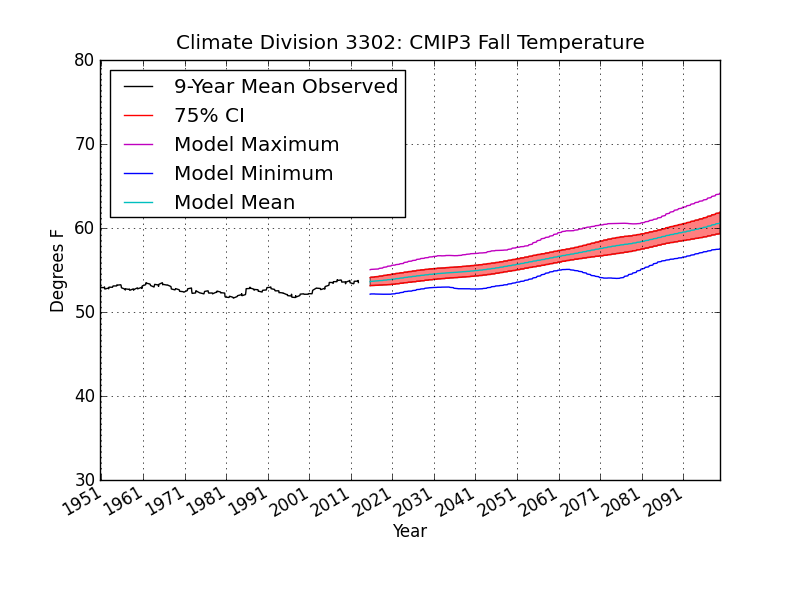 Climate Division 3302: CMIP3 Fall Temperature
80
70
60
50
40
30
Degrees F
9-Year Mean Observed
75% CI
Model Maximum
Model Minimum
Model Mean
1951
1961
1971
1981
1991
2001
2011
2021
2031
2041
2051
2061
2071
2081
2091
Year